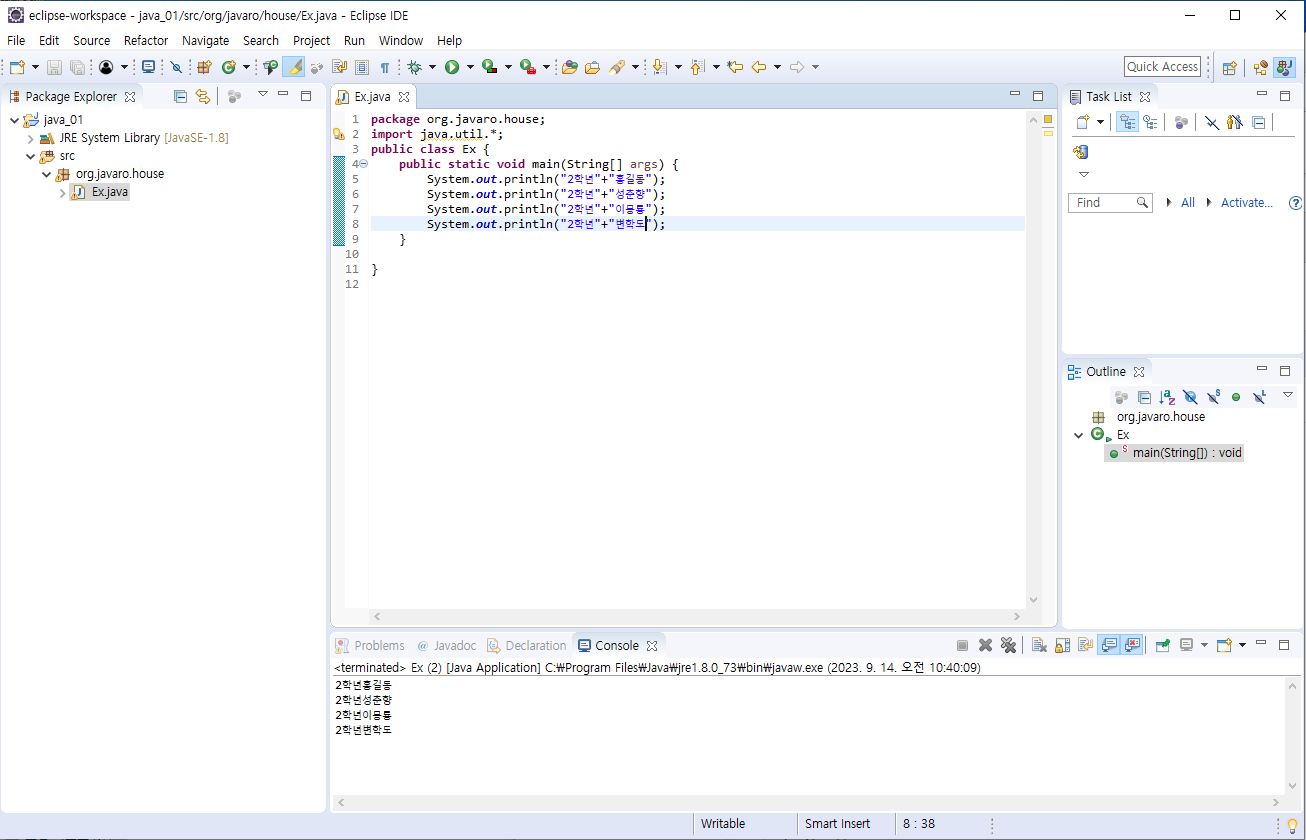 eclipse-workspace - java_01/src/org/javaro/house/Ex.java - Eclipse IDE
File Edit Source Refactor Navigate Search Project Run Window Help
Quick Access
Package Explorer
java_01
JRE System Library [JavaSE-1.8]
src
org.javaro.house
Ex.java
Ex.java
1 package org.javaro.house;
2 import java.util.*;
3 public class Ex {
4 public static void main(String[] args) {
5 System.out.println("2학년"+"홍길동");
6 System.out.println("2학년"+"성춘향");
7 System.out.println("2학년"+"이몽룡");
8 System.out.println("2학년"+"변학도");
9 }
10
11 }
12
Task List
Find All Activate...
Outline
org.javaro.house
Ex
main(String[]) : void
Problems Javadoc Declaration Console
<terminated> Ex (2) [Java Application] C:₩Program Files₩Java₩jre1.8.0_73₩bin₩javaw.exe (2023. 9. 14. 오전 10:40:09)
2학년홍길동
2학년성춘향
2학년이몽룡
2학년변학도
Writable Smart Insert 8 : 38